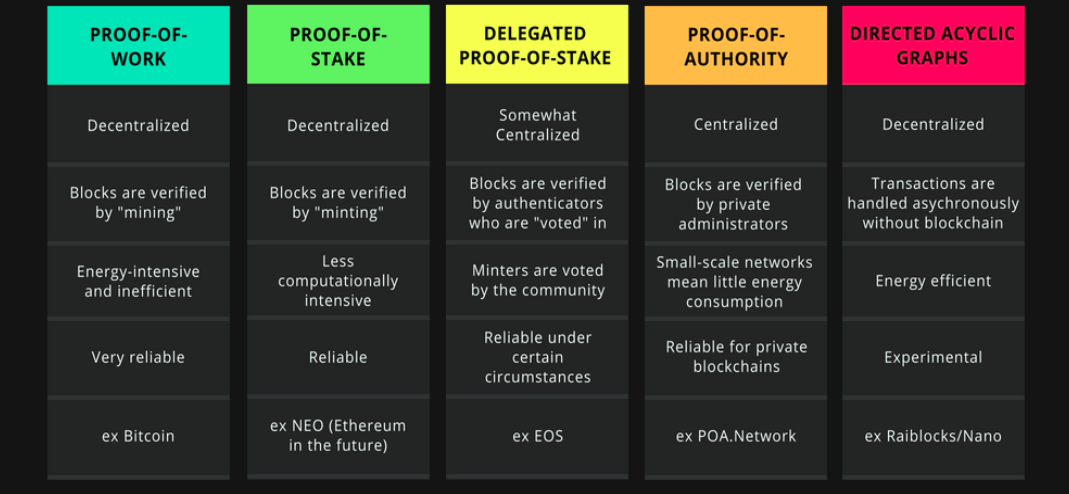 PROOF-OF-
WORK
PROOF-OF-
STAKE
DELEGATED
PROOF-OF-STAKE
PROOF-OF-
AUTHORITY
DIRECTED ACYCLIC
GRAPHS
Decentralized
Decentralized
Somewhat
Centralized
Centralized
Decentralized
Blocks are verified
by "mining"
Blocks are verified
by "minting"
Blocks are verified
by authenticators
who are "voted" in
Blocks are verified
by private
administrators
Transactions are
handled asychronously
without blockchain
Energy-intensive
and inefficient
Less
computationally
intensive
Minters are voted
by the community
Small-scale networks
mean little energy
consumption
Energy efficient
Very reliable
Reliable
Reliable under
certain
circumstances
Reliable for private
blockchains
Experimental
ex Bitcoin
ex NEO (Ethereum
in the future)
ex EOS
ex POA.Network
ex Raiblocks/Nano